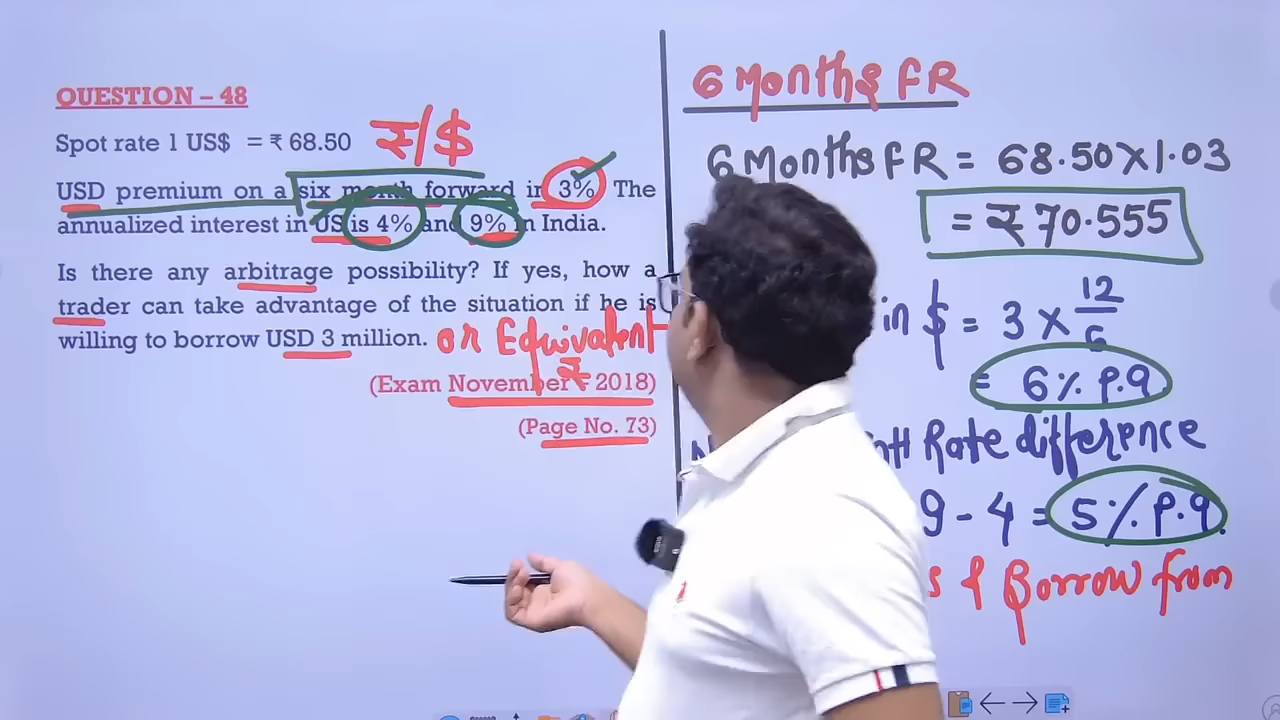 QUESTION – 48
Spot rate 1 US$ = ₹ 68.50 ₹/$
USD premium on a six month forward in 3% The
annualized interest in US is 4% and 9% in India.
Is there any arbitrage possibility? If yes, how a
trader can take advantage of the situation if he is
willing to borrow USD 3 million. or Equivalent
₹
(Exam November - 2018)
(Page No. 73)
6 Months FR
6 Months FR = 68.50 × 1.03
= ₹ 70.555
in $ = 3 × 12/6
= 6% P.a
Rate difference
9 - 4 = 5% P.a.
& Borrow from